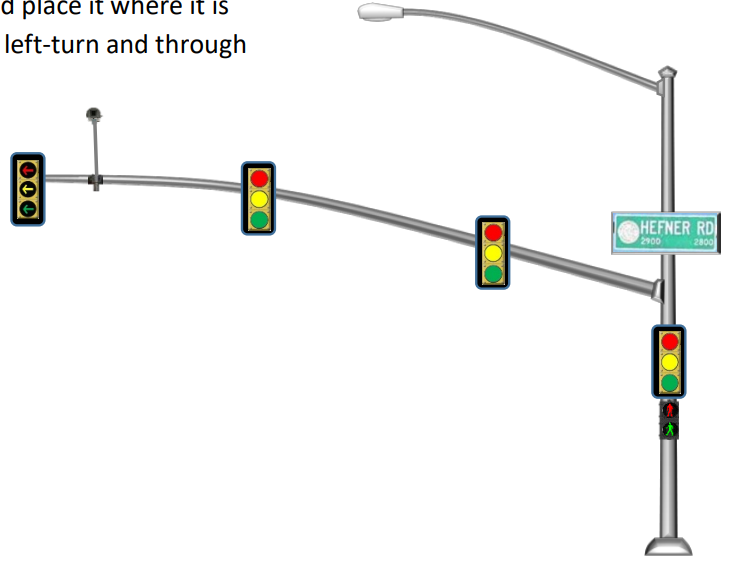 d place it where it is
left-turn and through
HEFNER RD
2900 2800